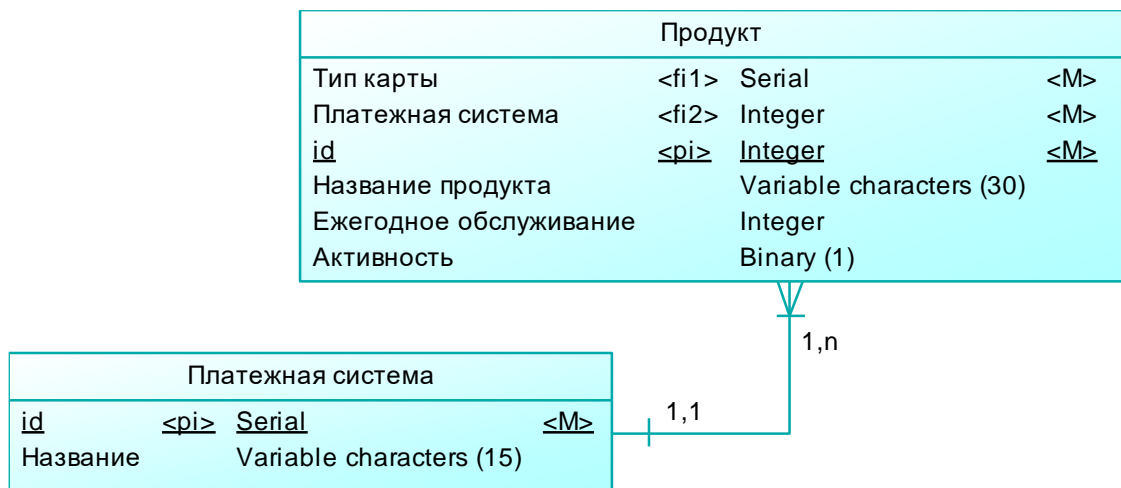 Продукт
Тип карты <fi1> Serial <M>
Платежная система <fi2> Integer <M>
id <pi> Integer <M>
Название продукта Variable characters (30)
Ежегодное обслуживание Integer
Активность Binary (1)
1,n
Платежная система
1,1
id <pi> Serial <M>
Название Variable characters (15)